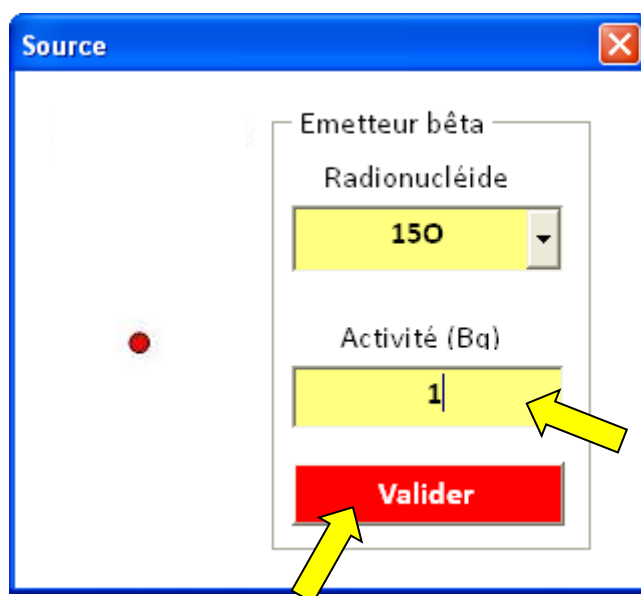 Source
Emetteur bêta
Radionucléide
15O
Activité (Bq)
1
Valider